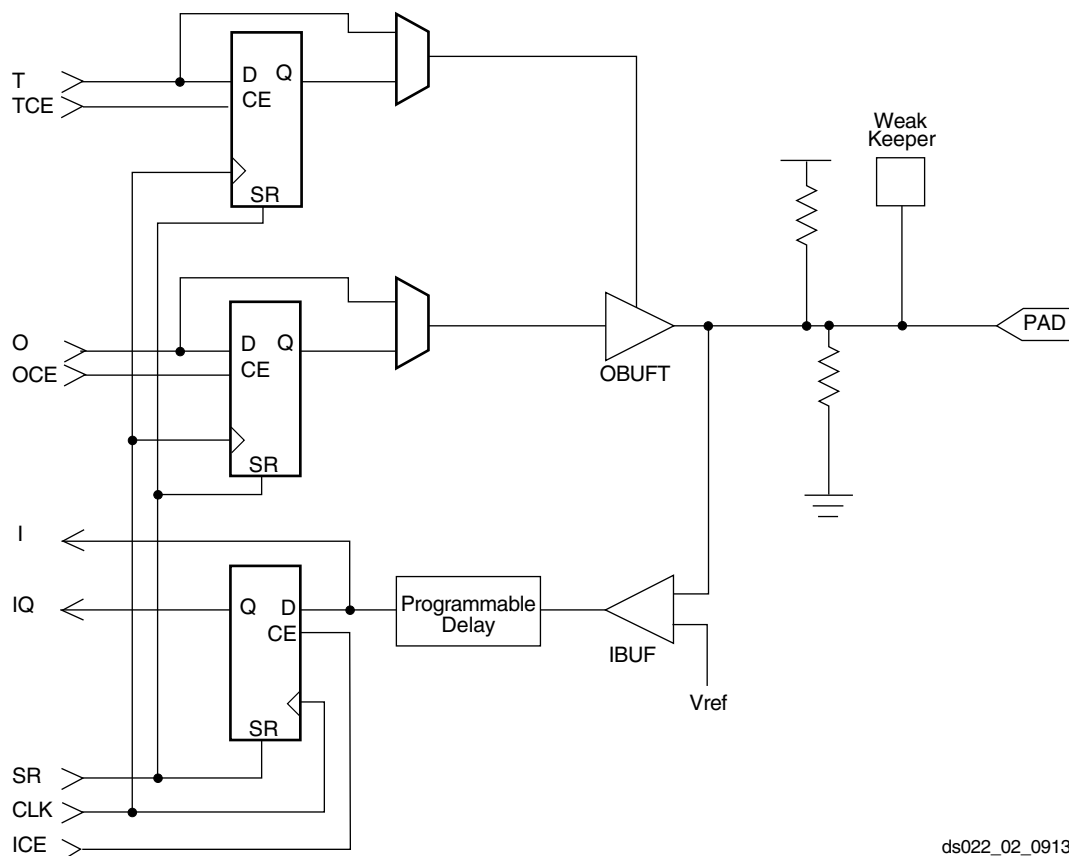 T
TCE
D Q
CE
SR
Weak
Keeper
O
OCE
D Q
CE
SR
OBUFT
PAD
I
IQ
Q D
CE
SR
Programmable
Delay
IBUF
Vref
SR
CLK
ICE
ds022_02_0913